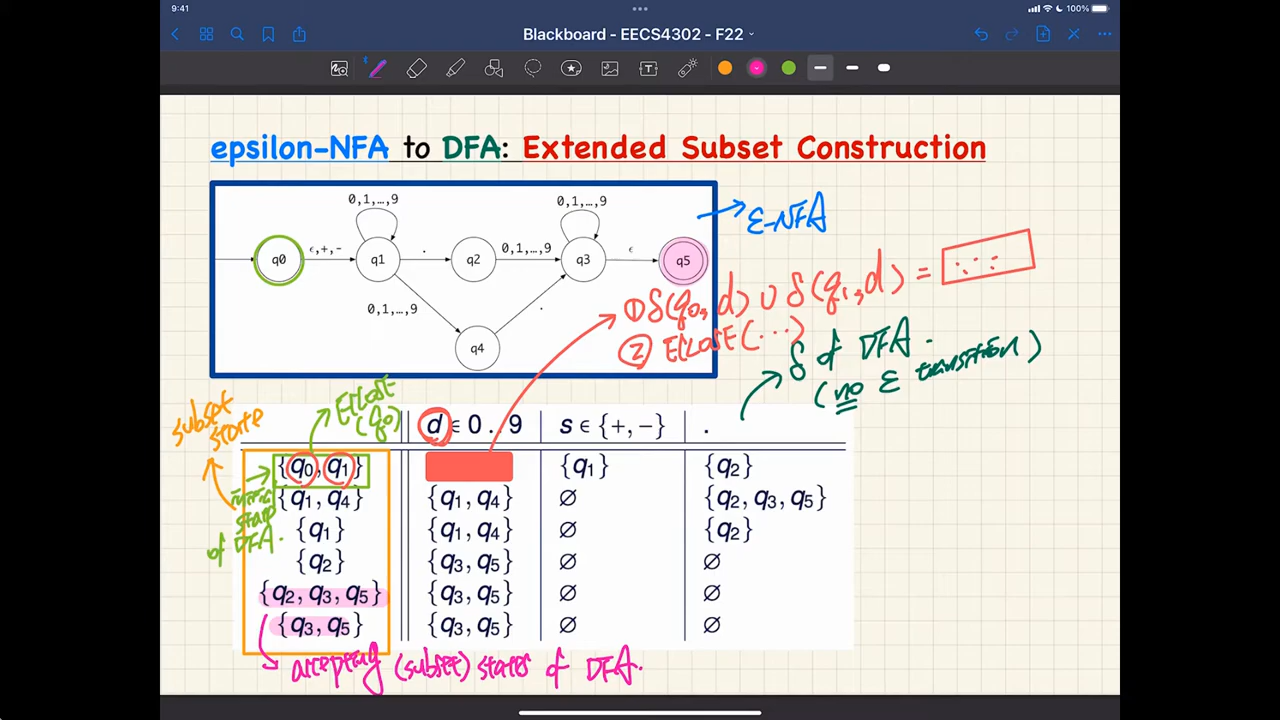 9:41
100%
Blackboard - EECS4302 - F22
epsilon-NFA to DFA: Extended Subset Construction
0,1,…,9
0,1,…,9
ε-NFA
q0
ϵ,+,-
q1
.
q2
0,1,…,9
q3
ϵ
q5
0,1,…,9
.
q4
① δ(q0, d) ∪ δ(q1, d) = ...
② ECLOSE(...)
δ of DFA.
(no ε transition)
subset
state
ECLOSE
(q0)
d ∈ 0..9 s ∈ {+, −} .
{q0, q1} {q1} {q2}
{q1, q4} {q1, q4} ∅ {q2, q3, q5}
{q1} {q1, q4} ∅ {q2}
{q2} {q3, q5} ∅ ∅
{q2, q3, q5} {q3, q5} ∅ ∅
{q3, q5} {q3, q5} ∅ ∅
of DFA.
accepting (subset) states of DFA.